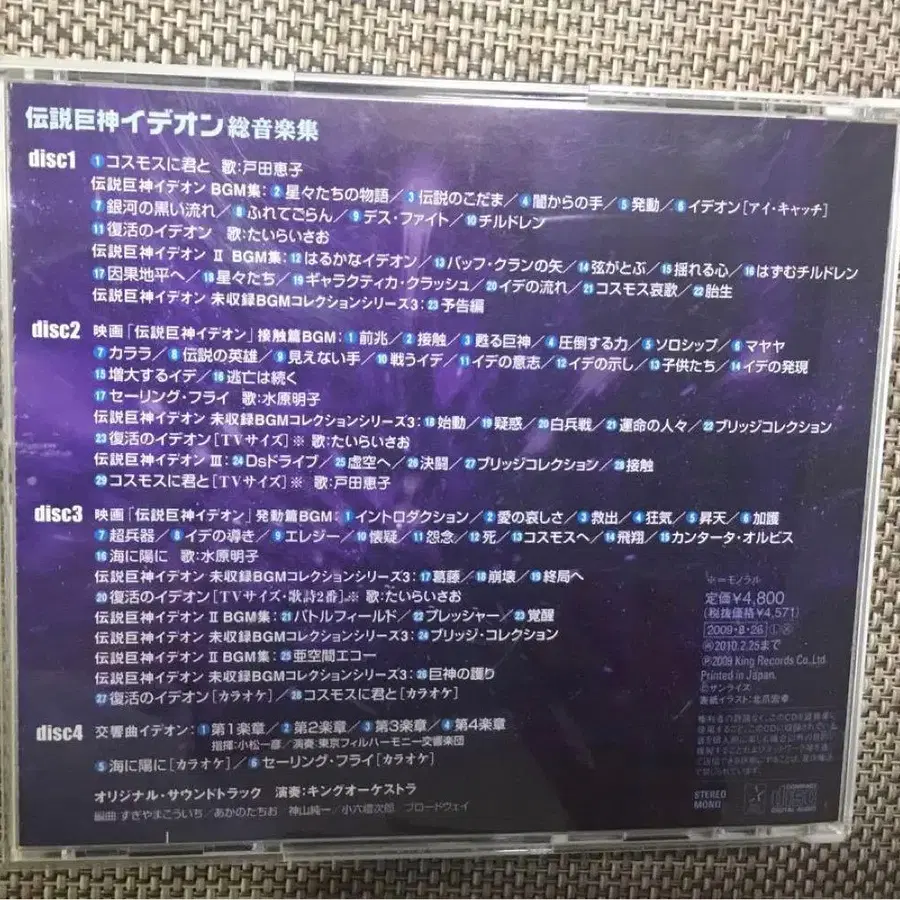 伝説巨神イデオン 総音楽集
disc1 1 コスモスに君と 歌:戸田恵子
伝説巨神イデオン BGM集: 2 星々たちの物語/ 3 伝説のこだま/ 4 闇からの手/ 5 発動/ 6 イデオン[アイ・キャッチ]
7 銀河の黒い流れ/ 8 ふれてごらん/ 9 デス・ファイト/ 10 チルドレン
11 復活のイデオン 歌:たいらいさお
伝説巨神イデオン Ⅱ BGM集: 12 はるかなイデオン/ 13 バッフ・クランの矢/ 14 弦がとぶ/ 15 揺れる心/ 16 はずむチルドレン
17 因果地平へ/ 18 星々たち/ 19 ギャラクティカ・クラッシュ/ 20 イデの流れ/ 21 コスモス哀歌/ 22 胎生
伝説巨神イデオン 未収録BGMコレクションシリーズ3: 23 予告編
disc2 映画「伝説巨神イデオン」接触篇BGM: 1 前兆/ 2 接触/ 3 甦る巨神/ 4 圧倒する力/ 5 ソロシップ/ 6 マヤヤ
7 カララ/ 8 伝説の英雄/ 9 見えない手/ 10 戦うイデ/ 11 イデの意志/ 12 イデの示し/ 13 子供たち/ 14 イデの発現
15 増大するイデ/ 16 逃亡は続く
17 セーリング・フライ 歌:水原明子
伝説巨神イデオン 未収録BGMコレクションシリーズ3: 18 始動/ 19 疑惑/ 20 白兵戦/ 21 運命の人々/ 22 ブリッジコレクション
23 復活のイデオン[TVサイズ]※ 歌:たいらいさお
伝説巨神イデオン Ⅲ: 24 Dsドライブ/ 25 虚空へ/ 26 決闘/ 27 ブリッジコレクション/ 28 接触
29 コスモスに君と[TVサイズ]※ 歌:戸田恵子
disc3 映画「伝説巨神イデオン」発動篇BGM: 1 イントロダクション/ 2 愛の哀しさ/ 3 救出/ 4 狂気/ 5 昇天/ 6 加護
7 超兵器/ 8 イデの導き/ 9 エレジー/ 10 懐疑/ 11 怨念/ 12 死/ 13 コスモスへ/ 14 飛翔/ 15 カンタータ・オルビス
16 海に陽に 歌:水原明子
伝説巨神イデオン 未収録BGMコレクションシリーズ3: 17 葛藤/ 18 崩壊/ 19 終局へ
20 復活のイデオン[TVサイズ・歌詩2番]※ 歌:たいらいさお
伝説巨神イデオン Ⅱ BGM集: 21 バトルフィールド/ 22 プレッシャー/ 23 覚醒
伝説巨神イデオン 未収録BGMコレクションシリーズ3: 24 ブリッジ・コレクション
伝説巨神イデオン Ⅱ BGM集: 25 亜空間エコー
伝説巨神イデオン 未収録BGMコレクションシリーズ3: 26 巨神の護り
27 復活のイデオン[カラオケ]/ 28 コスモスに君と[カラオケ]
disc4 交響曲イデオン: 1 第1楽章/ 2 第2楽章/ 3 第3楽章/ 4 第4楽章
指揮:小松一彦/演奏:東京フィルハーモニー交響楽団
5 海に陽に[カラオケ]/ 6 セーリング・フライ[カラオケ]
オリジナル・サウンドトラック 演奏:キングオーケストラ
編曲 すぎやまこういち/あかのたちお 神山純一/小六禮次郎 ブロードウェイ
※=モノラル
定価¥4,800
(税抜価格¥4,571)
2009・8・26
2010.2.25まで
Ⓟ2009 King Records Co.,Ltd.
Printed in Japan.
©サンライズ
表紙イラスト:北爪宏幸
STEREO
MONO
COMPACT
disc
DIGITAL AUDIO